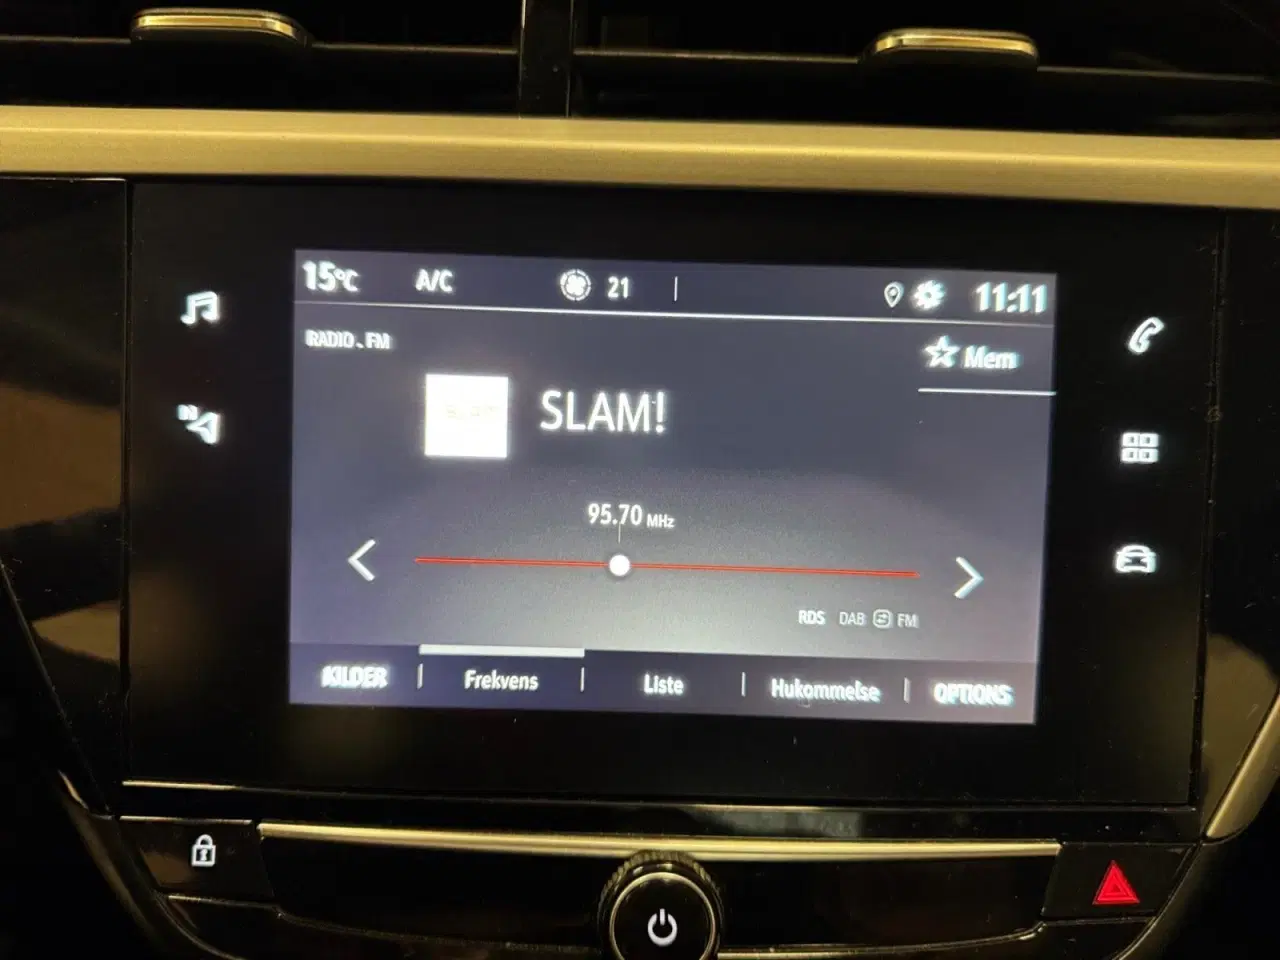 15°C A/C 21 11:11
RADIO . FM
Mem
SLAM!
95.70 MHz
RDS DAB FM
KILDER Frekvens Liste Hukommelse OPTIONS
N